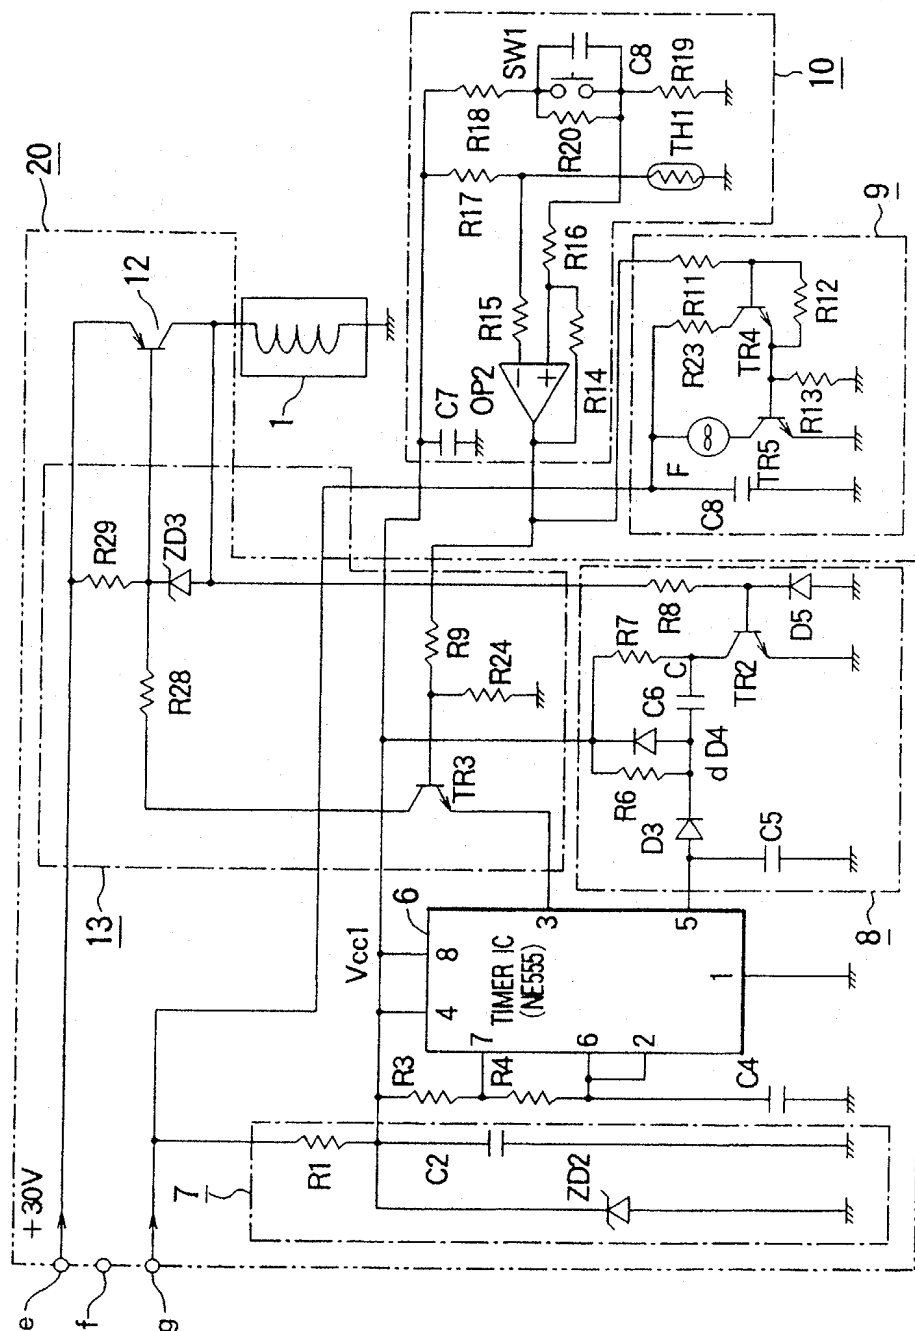 20
12
1
SW1
R18
R20
C8
R19
R17
TH1
10
R16
R15
OP2
−
+
R14
C7
9
R11
R23
R12
TR4
R13
F
TR5
C8
R29
ZD3
R28
R9
R24
TR3
13
R7
R8
C
C6
TR2
D5
d D4
R6
D3
C5
8
Vcc1
6
4
8
3
TIMER IC
(NE555)
7
6
2
5
1
R3
R4
C4
7
R1
C2
ZD2
+30V
e
f
g